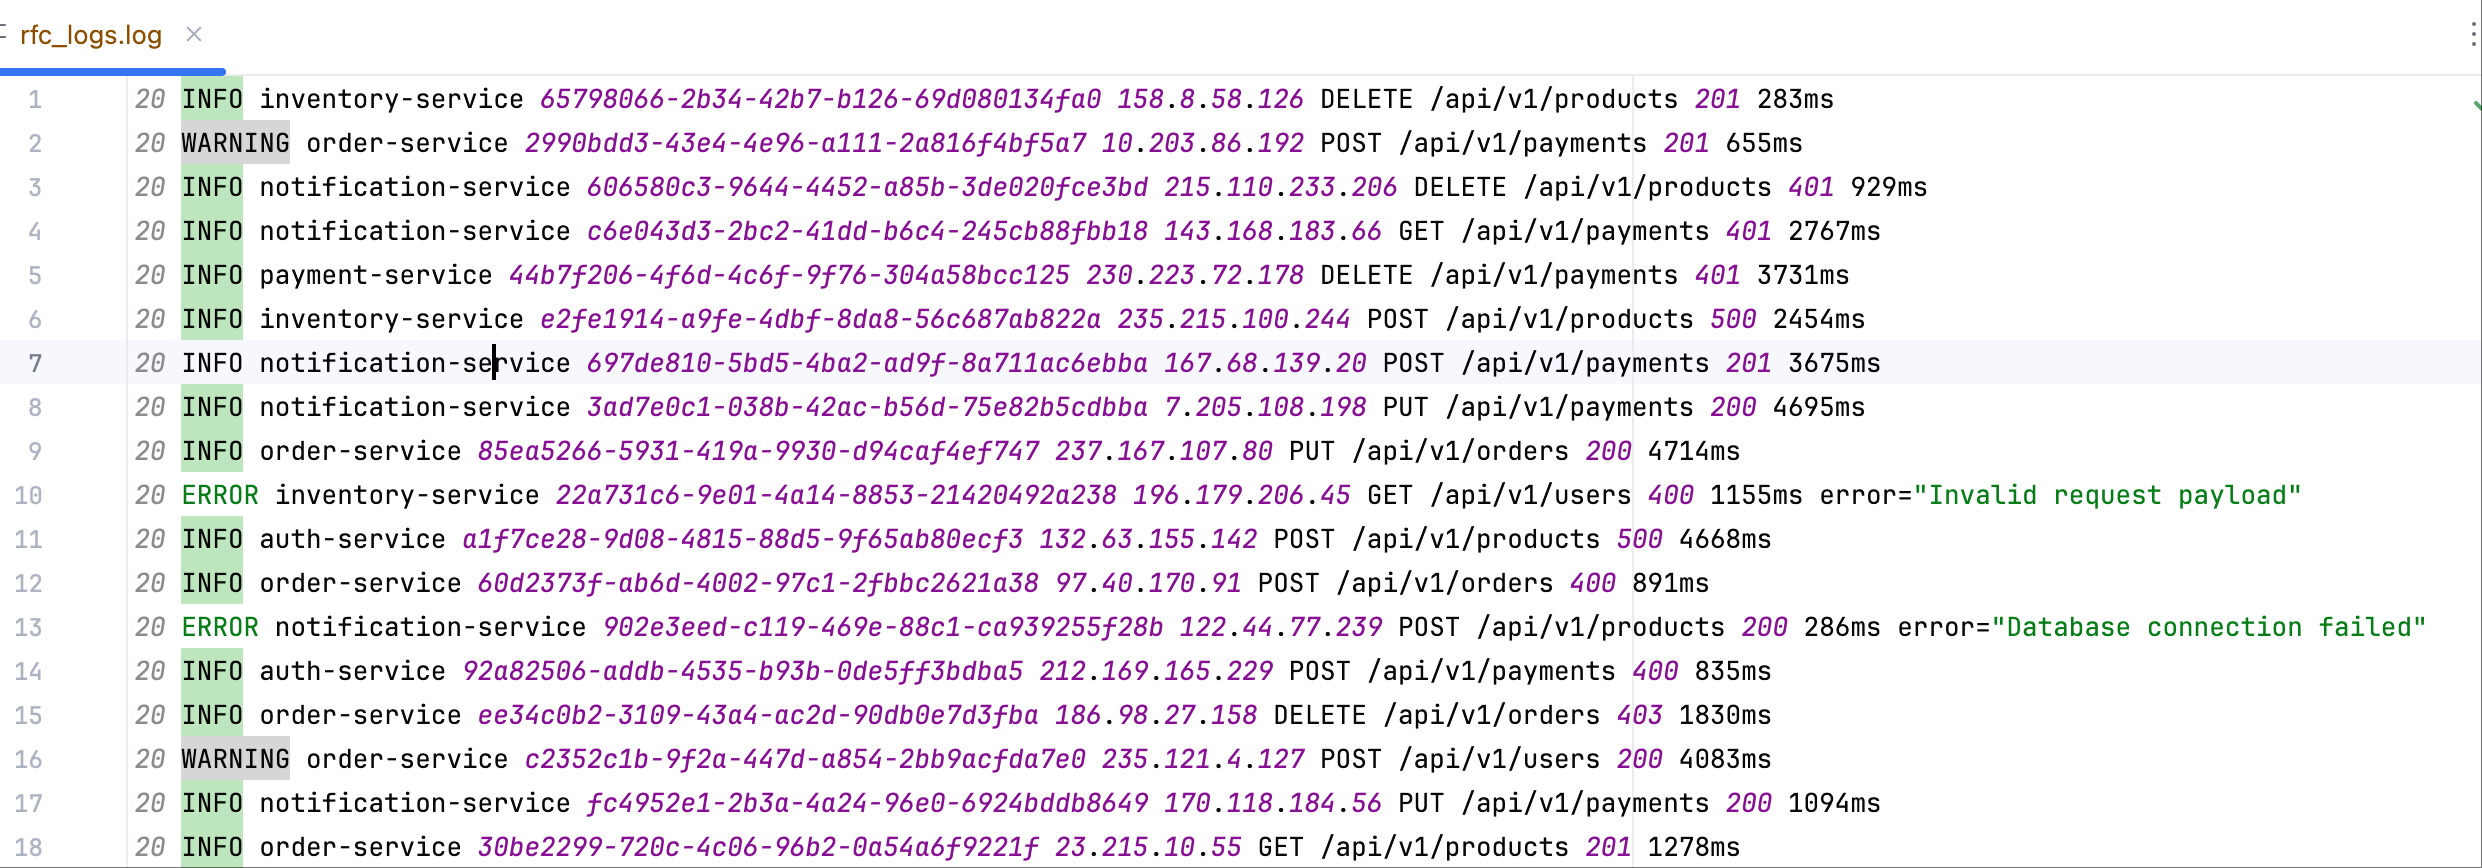 rfc_logs.log
1 20 INFO inventory-service 65798066-2b34-42b7-b126-69d080134fa0 158.8.58.126 DELETE /api/v1/products 201 283ms
2 20 WARNING order-service 2990bdd3-43e4-4e96-a111-2a816f4bf5a7 10.203.86.192 POST /api/v1/payments 201 655ms
3 20 INFO notification-service 606580c3-9644-4452-a85b-3de020fce3bd 215.110.233.206 DELETE /api/v1/products 401 929ms
4 20 INFO notification-service c6e043d3-2bc2-41dd-b6c4-245cb88fbb18 143.168.183.66 GET /api/v1/payments 401 2767ms
5 20 INFO payment-service 44b7f206-4f6d-4c6f-9f76-304a58bcc125 230.223.72.178 DELETE /api/v1/payments 401 3731ms
6 20 INFO inventory-service e2fe1914-a9fe-4dbf-8da8-56c687ab822a 235.215.100.244 POST /api/v1/products 500 2454ms
7 20 INFO notification-service 697de810-5bd5-4ba2-ad9f-8a711ac6ebba 167.68.139.20 POST /api/v1/payments 201 3675ms
8 20 INFO notification-service 3ad7e0c1-038b-42ac-b56d-75e82b5cdbba 7.205.108.198 PUT /api/v1/payments 200 4695ms
9 20 INFO order-service 85ea5266-5931-419a-9930-d94caf4ef747 237.167.107.80 PUT /api/v1/orders 200 4714ms
10 20 ERROR inventory-service 22a731c6-9e01-4a14-8853-21420492a238 196.179.206.45 GET /api/v1/users 400 1155ms error="Invalid request payload"
11 20 INFO auth-service a1f7ce28-9d08-4815-88d5-9f65ab80ecf3 132.63.155.142 POST /api/v1/products 500 4668ms
12 20 INFO order-service 60d2373f-ab6d-4002-97c1-2fbbc2621a38 97.40.170.91 POST /api/v1/orders 400 891ms
13 20 ERROR notification-service 902e3eed-c119-469e-88c1-ca939255f28b 122.44.77.239 POST /api/v1/products 200 286ms error="Database connection failed"
14 20 INFO auth-service 92a82506-addb-4535-b93b-0de5ff3bdba5 212.169.165.229 POST /api/v1/payments 400 835ms
15 20 INFO order-service ee34c0b2-3109-43a4-ac2d-90db0e7d3fba 186.98.27.158 DELETE /api/v1/orders 403 1830ms
16 20 WARNING order-service c2352c1b-9f2a-447d-a854-2bb9acfda7e0 235.121.4.127 POST /api/v1/users 200 4083ms
17 20 INFO notification-service fc4952e1-2b3a-4a24-96e0-6924bddb8649 170.118.184.56 PUT /api/v1/payments 200 1094ms
18 20 INFO order-service 30be2299-720c-4c06-96b2-0a54a6f9221f 23.215.10.55 GET /api/v1/products 201 1278ms